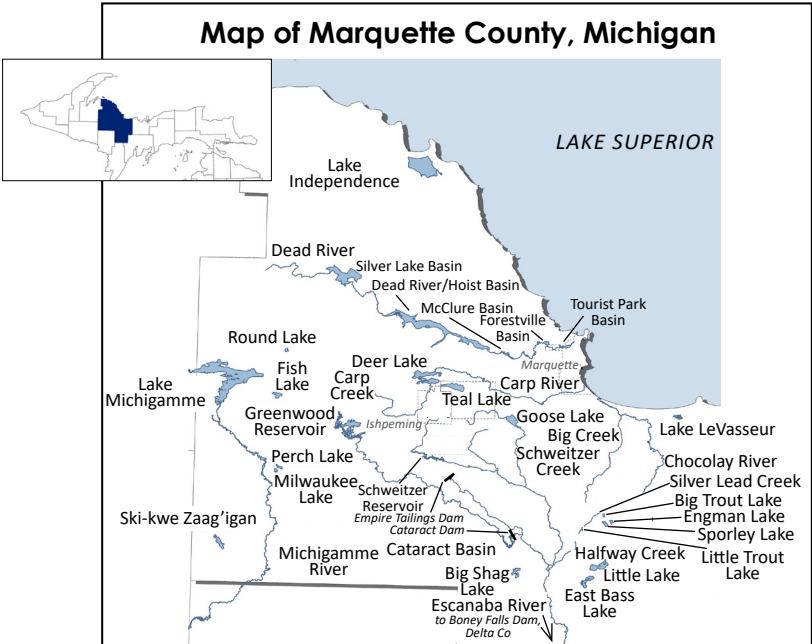 Map of Marquette County, Michigan
LAKE SUPERIOR
Lake
Independence
Dead River
Silver Lake Basin
Dead River/Hoist Basin
McClure Basin
Forestville
Basin
Tourist Park
Basin
Marquette
Round Lake
Deer Lake
Fish
Lake
Carp
Creek
Carp River
Lake
Michigamme
Teal Lake
Greenwood
Reservoir
Ishpeming
Goose Lake
Big Creek
Lake LeVasseur
Schweitzer
Creek
Perch Lake
Chocolay River
Milwaukee
Lake
Schweitzer
Reservoir
Silver Lead Creek
Big Trout Lake
Engman Lake
Sporley Lake
Little Trout
Lake
Empire Tailings Dam
Cataract Dam
Ski-kwe Zaag'igan
Michigamme
River
Cataract Basin
Halfway Creek
Little Lake
Big Shag
Lake
East Bass
Lake
Escanaba River
to Boney Falls Dam,
Delta Co